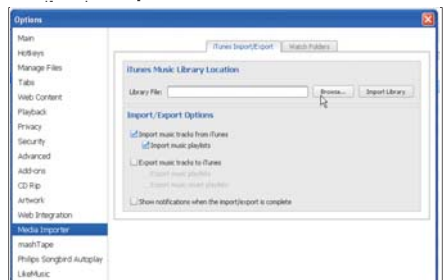 Options
Main
Hotkeys
Manage Files
Tabs
Web Content
Playback
Privacy
Security
Advanced
Add-ons
CD Rip
Artwork
Web Integration
Media Importer
mashTape
Philips Songbird Autoplay
LikeMusic
iTunes Import/Export
Watch Folders
iTunes Music Library Location
Library File:
Browse...
Import Library
Import/Export Options
Import music tracks from iTunes
Import music playlists
Export music tracks to iTunes
Export music playlists
Export music smart playlists
Show notifications when the import/export is complete